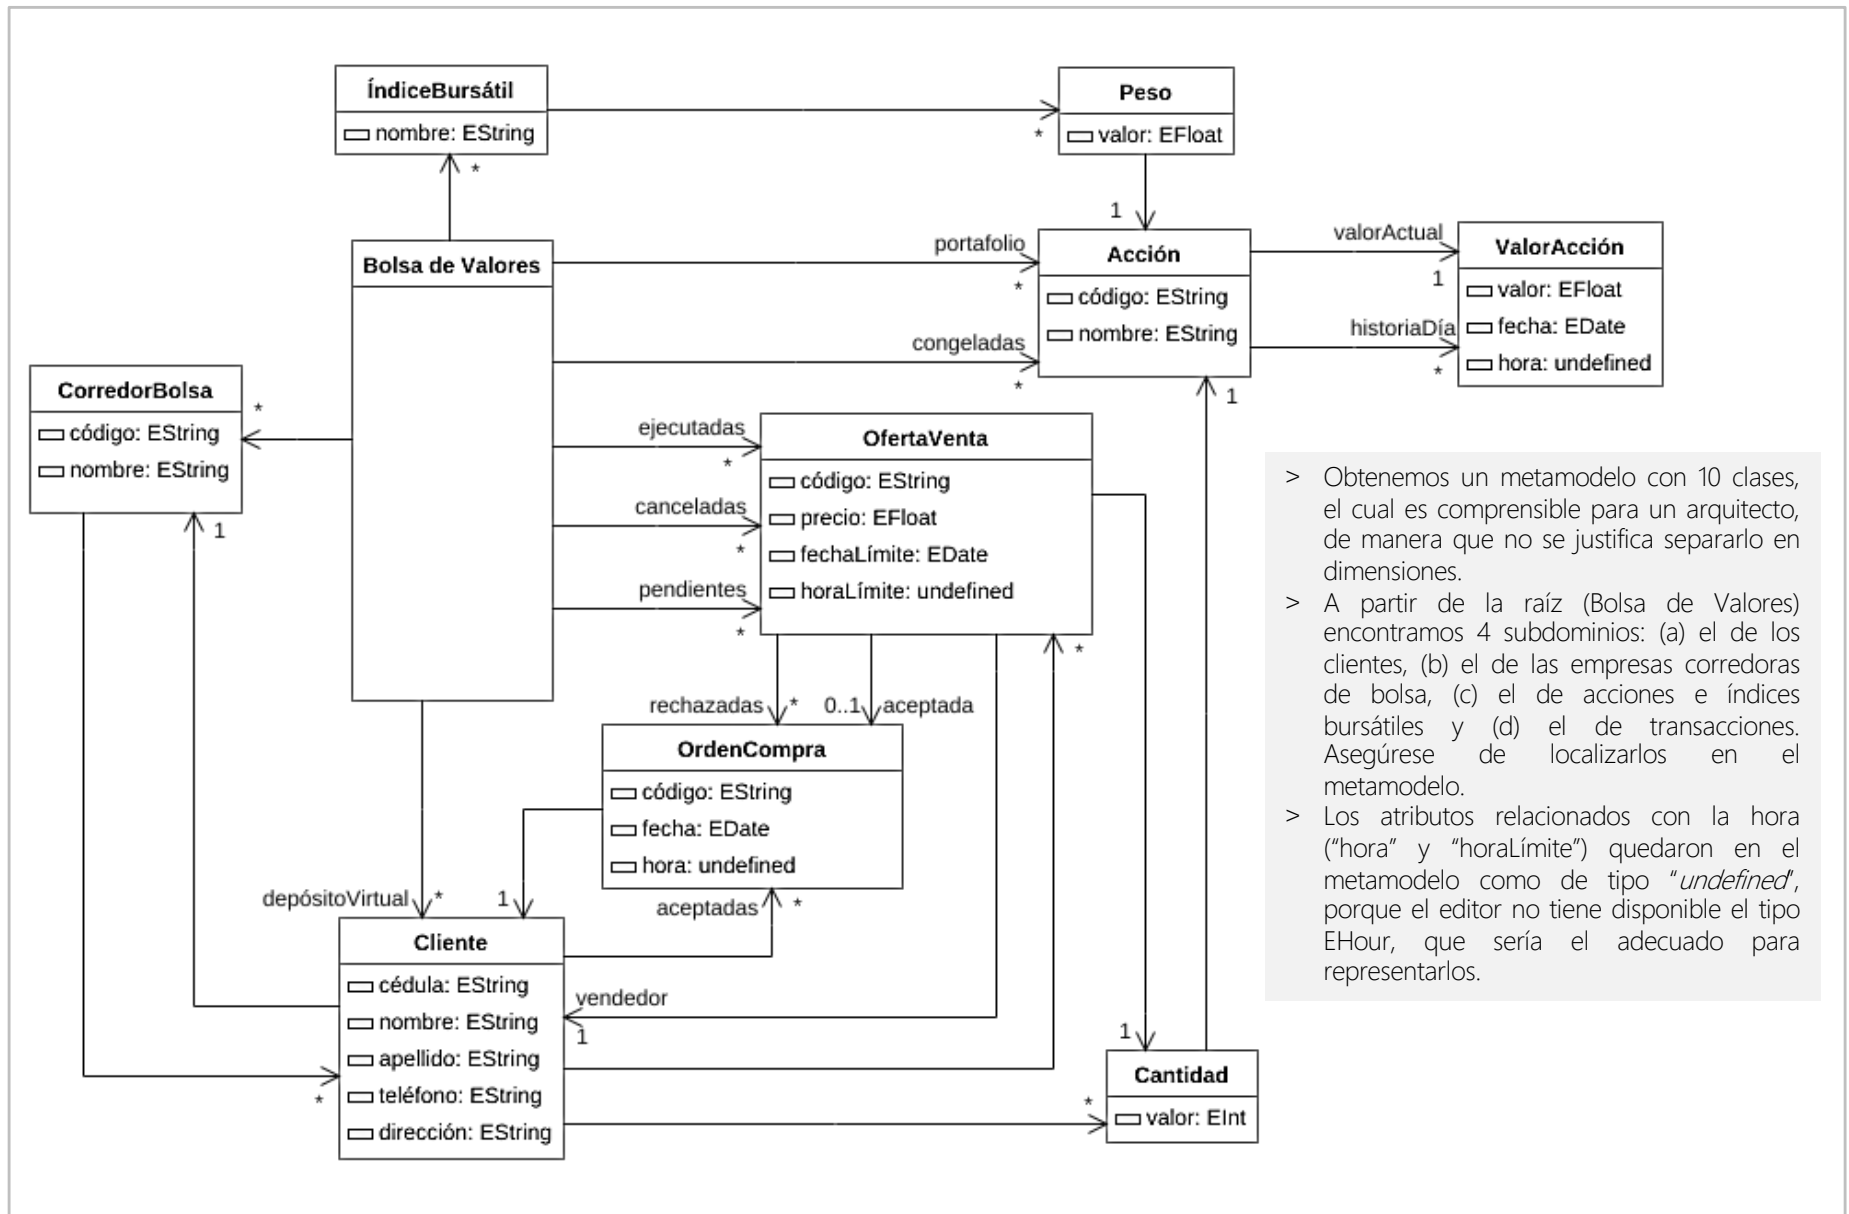 ÍndiceBursátil
nombre: EString
*
Peso
valor: EFloat
*
1
Bolsa de Valores
portafolio
*
congeladas
*
Acción
código: EString
nombre: EString
valorActual
1
historiaDía
*
ValorAcción
valor: EFloat
fecha: EDate
hora: undefined
CorredorBolsa
código: EString
nombre: EString
*
1
ejecutadas
*
canceladas
*
pendientes
*
OfertaVenta
código: EString
precio: EFloat
fechaLímite: EDate
horaLímite: undefined
1
*
rechazadas
*
0..1
aceptada
OrdenCompra
código: EString
fecha: EDate
hora: undefined
depósitoVirtual
*
1
aceptadas
*
Cliente
cédula: EString
nombre: EString
apellido: EString
teléfono: EString
dirección: EString
*
vendedor
1
1
*
Cantidad
valor: EInt
> Obtenemos un metamodelo con 10 clases,
el cual es comprensible para un arquitecto,
de manera que no se justifica separarlo en
dimensiones.
> A partir de la raíz (Bolsa de Valores)
encontramos 4 subdominios: (a) el de los
clientes, (b) el de las empresas corredoras
de bolsa, (c) el de acciones e índices
bursátiles y (d) el de transacciones.
Asegúrese de localizarlos en el
metamodelo.
> Los atributos relacionados con la hora
(“hora” y “horaLímite”) quedaron en el
metamodelo como de tipo “undefined”,
porque el editor no tiene disponible el tipo
EHour, que sería el adecuado para
representarlos.